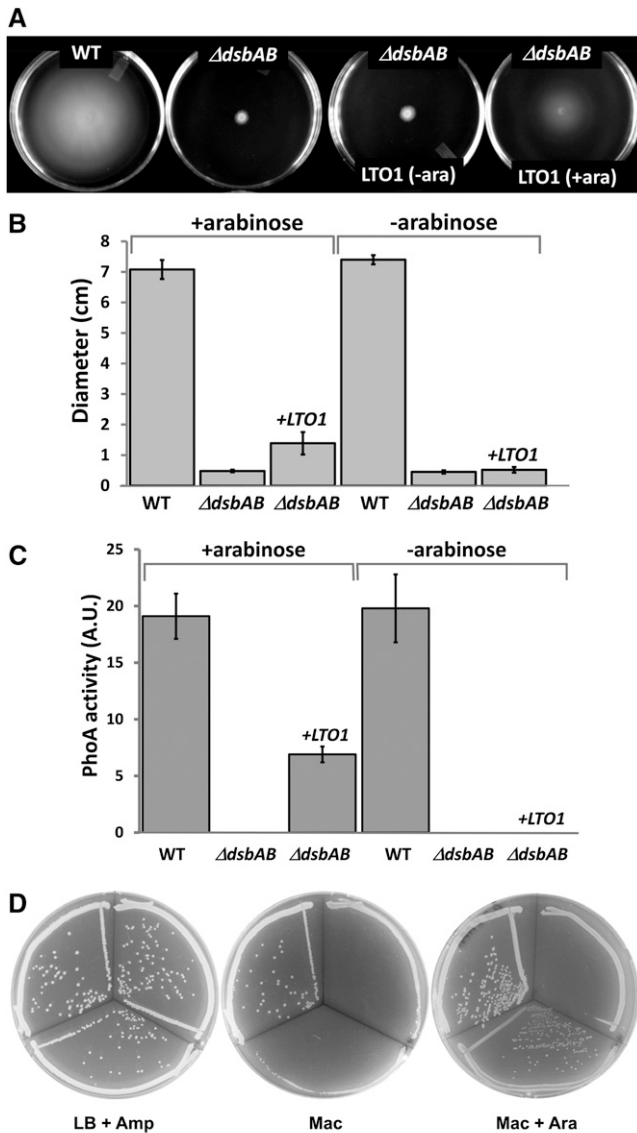 A
WT
ΔdsbAB
ΔdsbAB
ΔdsbAB
LTO1 (-ara)
LTO1 (+ara)
B
+arabinose
-arabinose
Diameter (cm)
8
7
6
5
4
3
2
1
0
+LTO1
+LTO1
WT
ΔdsbAB
ΔdsbAB
WT
ΔdsbAB
ΔdsbAB
C
+arabinose
-arabinose
PhoA activity (A.U.)
25
20
15
10
5
0
+LTO1
+LTO1
WT
ΔdsbAB
ΔdsbAB
WT
ΔdsbAB
ΔdsbAB
D
LB + Amp
Mac
Mac + Ara